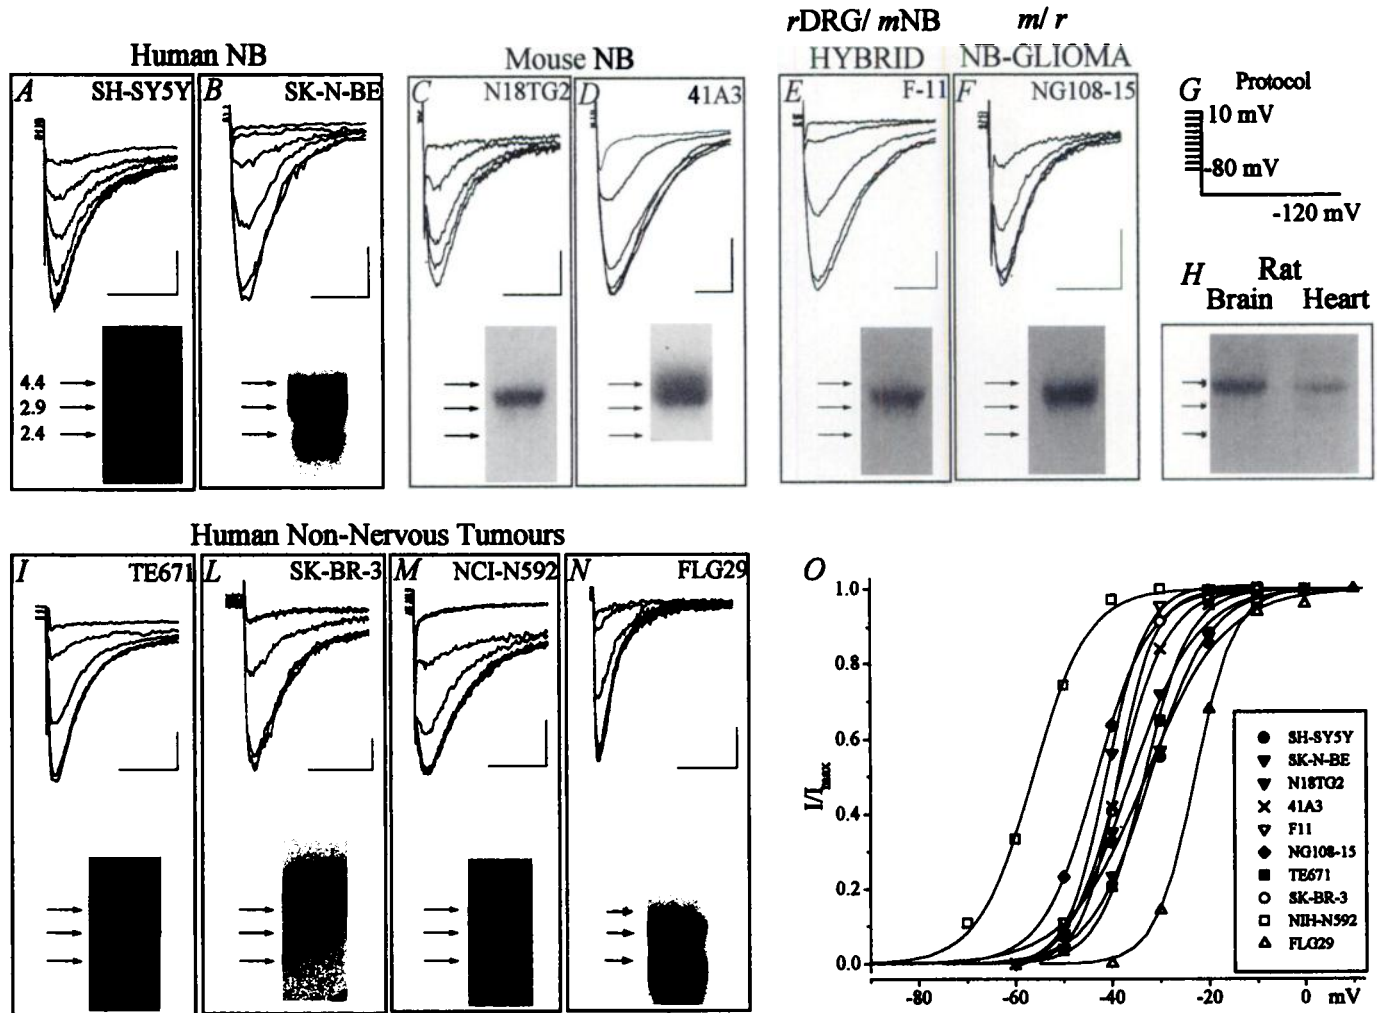 rDRG/ mNB
m/ r
Human NB
Mouse NB
HYBRID
NB-GLIOMA
A
SH-SY5Y
B
SK-N-BE
C
N18TG2
D
41A3
E
F-11
F
NG108-15
G
Protocol
10 mV
-80 mV
-120 mV
H
Rat
Brain
Heart
4.4
2.9
2.4
Human Non-Nervous Tumours
I
TE671
L
SK-BR-3
M
NCI-N592
N
FLG29
O
1.0
0.8
0.6
0.4
0.2
0.0
I/Imax
-80
-60
-40
-20
0
mV
SH-SY5Y
SK-N-BE
N18TG2
41A3
F11
NG108-15
TE671
SK-BR-3
NIH-N592
FLG29